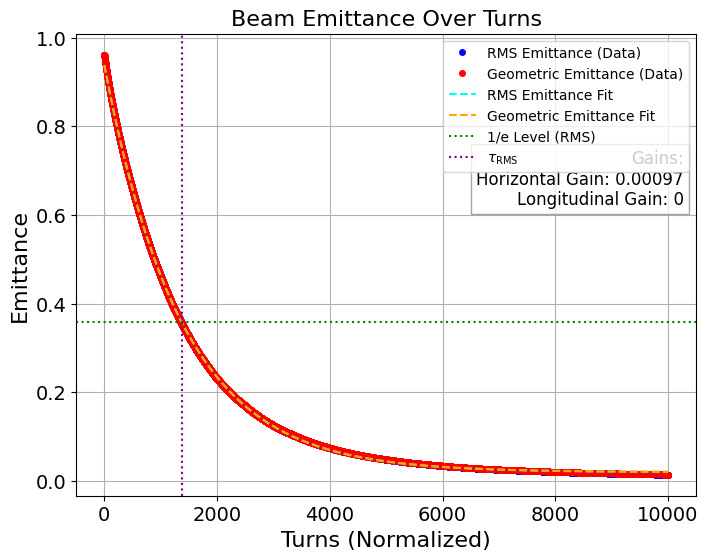 Beam Emittance Over Turns
Emittance
1.0
0.8
0.6
0.4
0.2
0.0
RMS Emittance (Data)
Geometric Emittance (Data)
RMS Emittance Fit
Geometric Emittance Fit
1/e Level (RMS)
τRMS
Gains:
Horizontal Gain: 0.00097
Longitudinal Gain: 0
0 2000 4000 6000 8000 10000
Turns (Normalized)